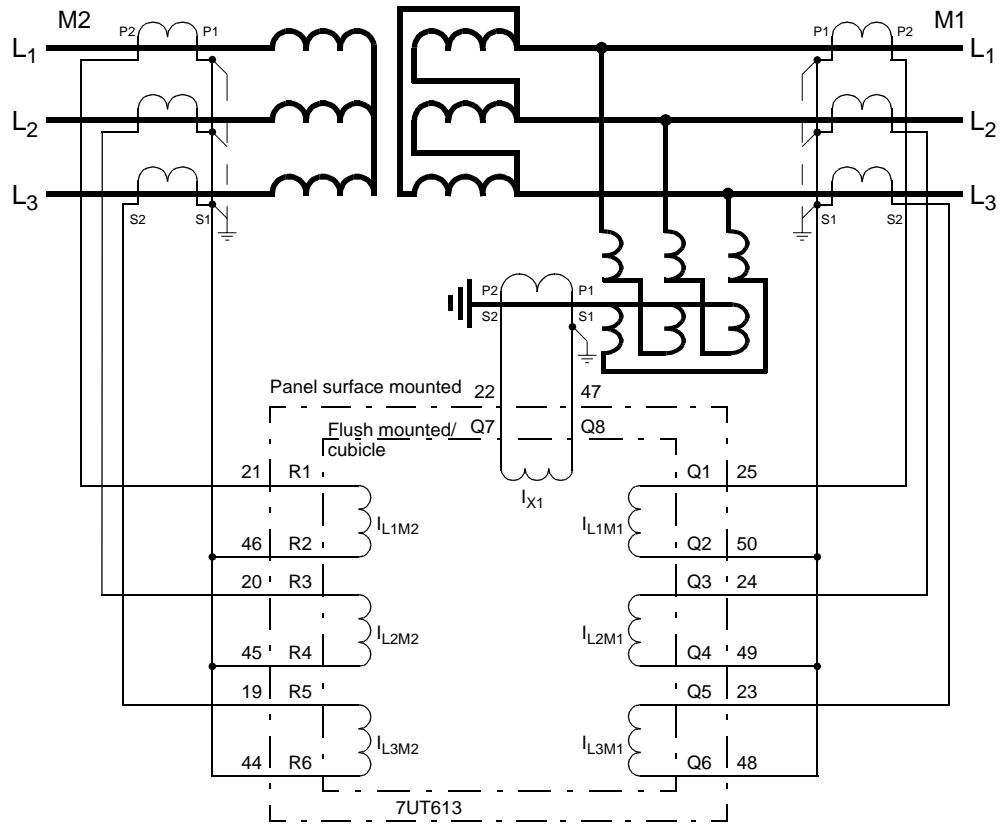 M2 P2 P1 P1 P2 M1
L1 L1
L2 L2
L3 L3
S2 S1 S1 S2
P2 P1
S2 S1
Panel surface mounted 22 47
Flush mounted/ Q7 Q8
cubicle
21 R1 Q1 25
IX1
IL1M2 IL1M1
46 R2 Q2 50
20 R3 Q3 24
IL2M2 IL2M1
45 R4 Q4 49
19 R5 Q5 23
IL3M2 IL3M1
44 R6 Q6 48
7UT613